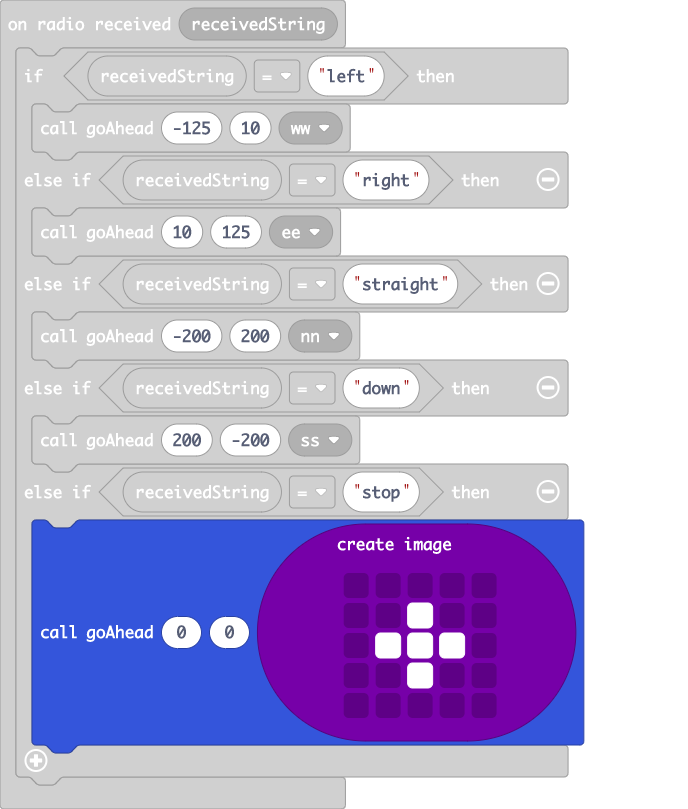 on radio received receivedString
if receivedString = "left" then
call goAhead -125 10 ww
else if receivedString = "right" then
call goAhead 10 125 ee
else if receivedString = "straight" then
call goAhead -200 200 nn
else if receivedString = "down" then
call goAhead 200 -200 ss
else if receivedString = "stop" then
create image
call goAhead 0 0